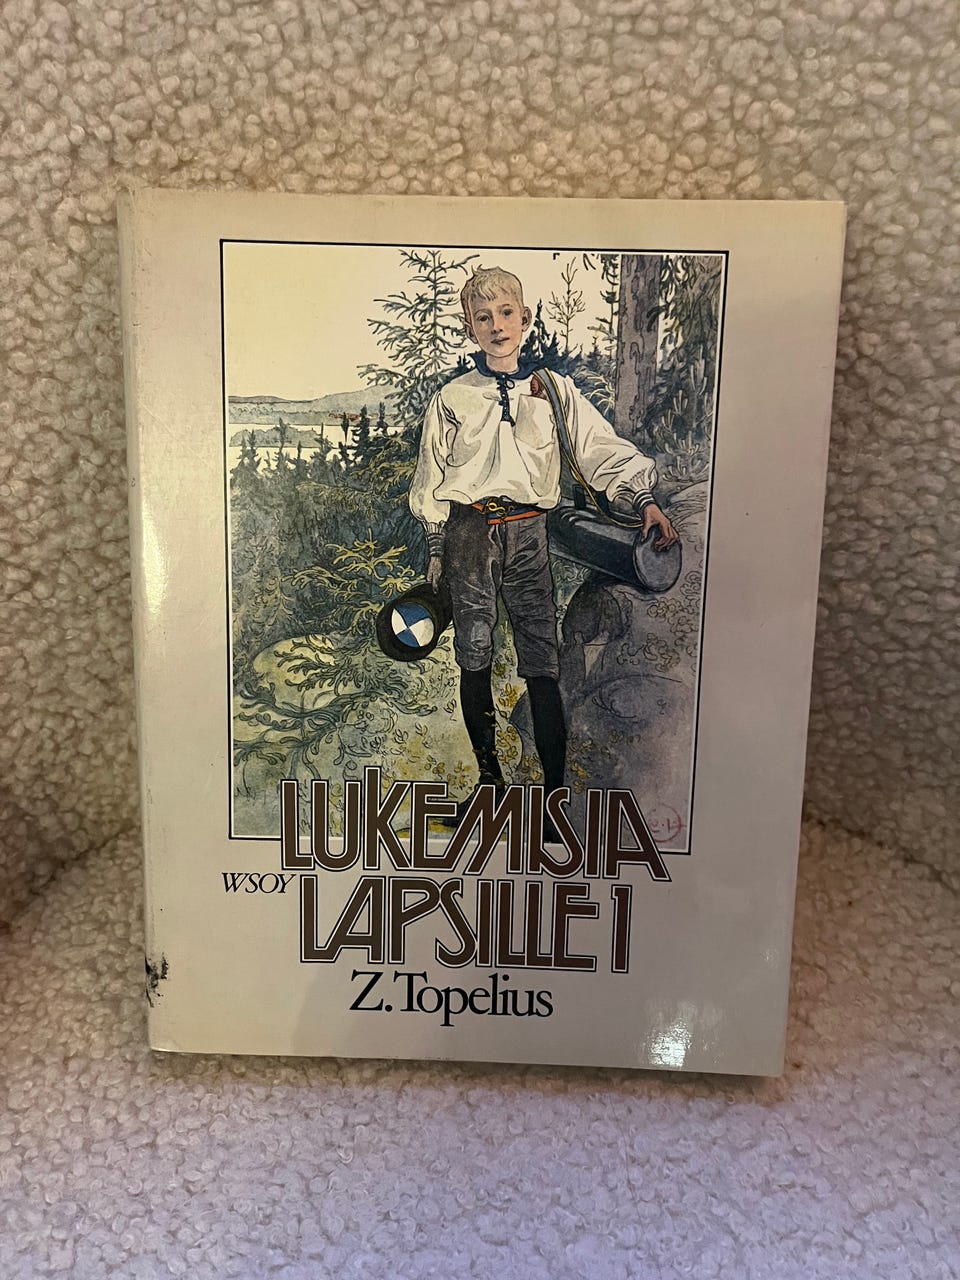 LUKEMISIA
WSOY
LAPSILLE 1
Z. Topelius